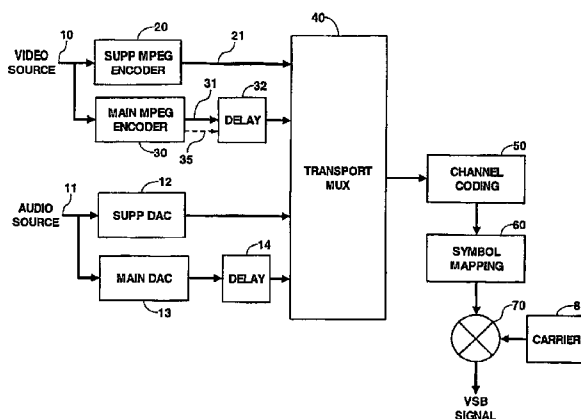 40
20
21
10
VIDEO
SOURCE
SUPP MPEG
ENCODER
31
32
MAIN MPEG
ENCODER
DELAY
30
35
TRANSPORT
MUX
50
CHANNEL
CODING
11
12
AUDIO
SOURCE
SUPP DAC
14
60
SYMBOL
MAPPING
MAIN DAC
DELAY
13
70
8
CARRIER
VSB
SIGNAL